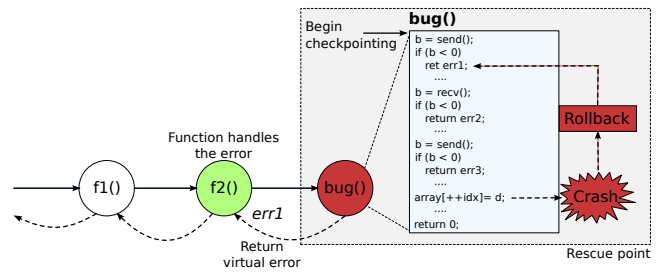 Begin
checkpointing
bug()
b = send();
if (b < 0)
ret err1;
....
b = recv();
if (b < 0)
return err2;
....
b = send();
if (b < 0)
return err3;
....
array[++idx]= d;
....
return 0;
Rollback
Crash
Function handles
the error
f1()
f2()
bug()
err1
Return
virtual error
Rescue point